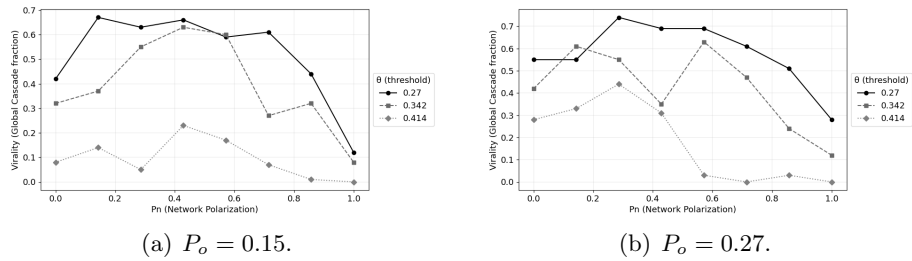 0.7
0.6
0.5
0.4
0.3
0.2
0.1
0.0
Virality (Global Cascade fraction)
0.0 0.2 0.4 0.6 0.8 1.0
Pn (Network Polarization)
θ (threshold)
0.27
0.342
0.414
(a) Pₒ = 0.15.
0.7
0.6
0.5
0.4
0.3
0.2
0.1
0.0
Virality (Global Cascade fraction)
0.0 0.2 0.4 0.6 0.8 1.0
Pn (Network Polarization)
θ (threshold)
0.27
0.342
0.414
(b) Pₒ = 0.27.